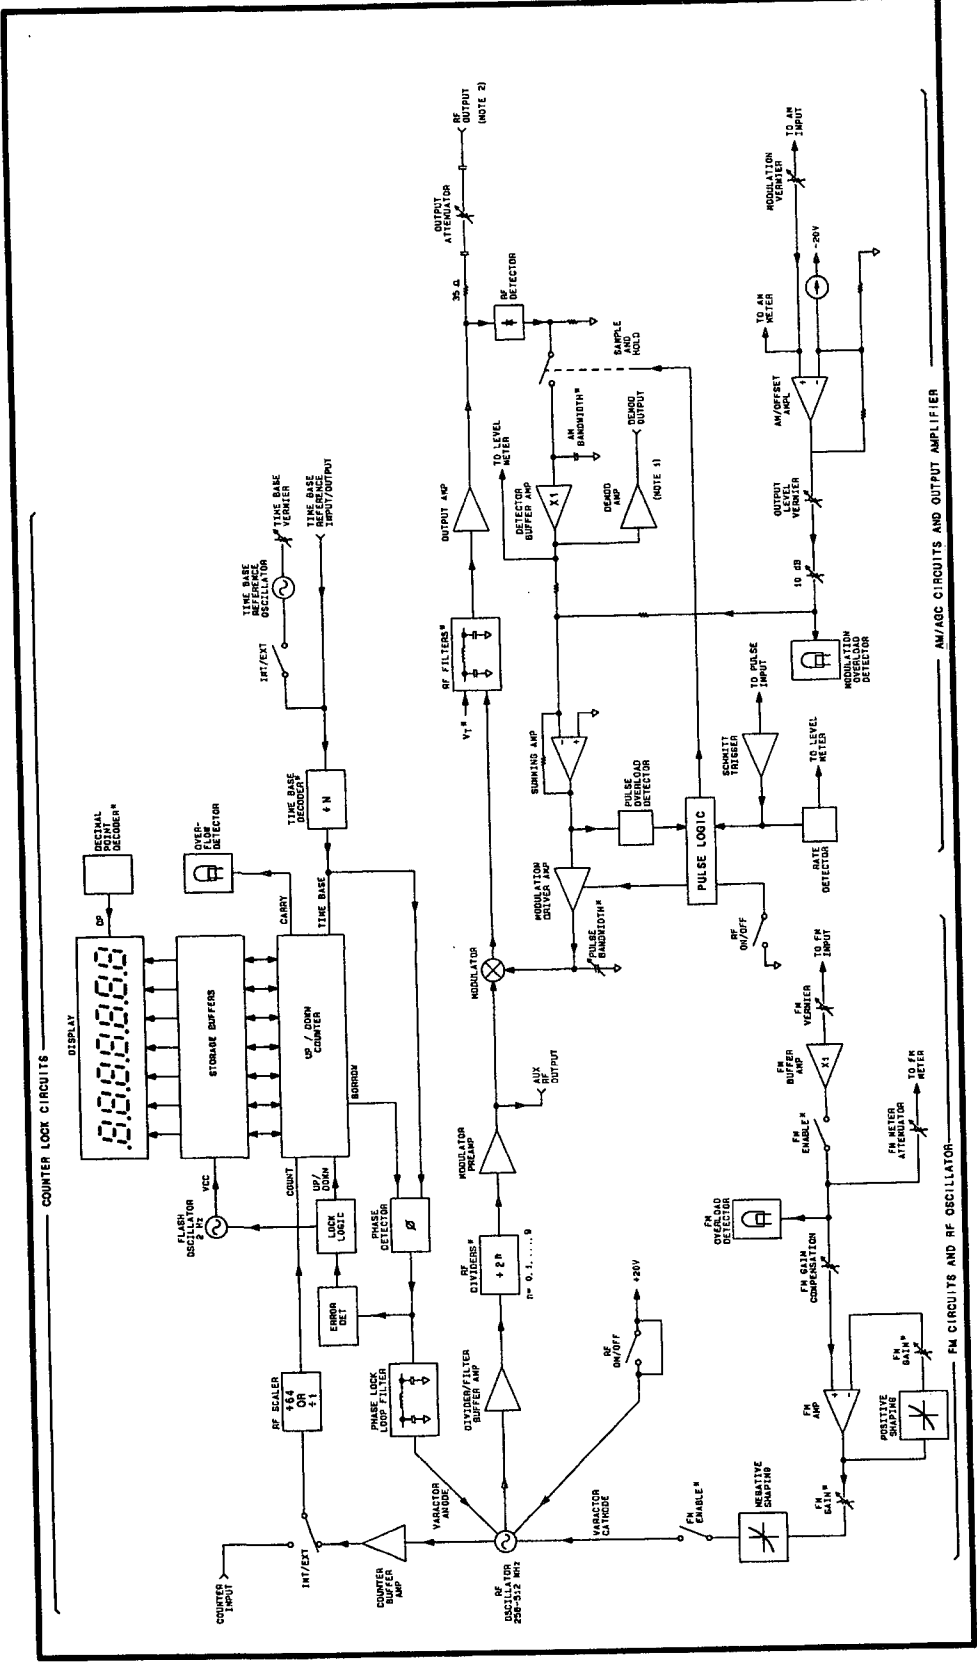 COUNTER LOCK CIRCUITS
COUNTER
INPUT
INT/EXT
COUNTER
BUFFER
AMP
RF SCALER
÷64
OR
÷1
ERROR
DET
LOCK
LOGIC
FLASH
OSCILLATOR
2 Hz
VCC
COUNT
UP/
DOWN
DISPLAY
.8.8.8.8.8.8.8
DP
DECIMAL
POINT
DECODER*
STORAGE BUFFERS
UP / DOWN
COUNTER
BORROW
CARRY
OVER-
FLOW
DETECTOR
TIME BASE
TIME BASE
DECODER*
÷ N
INT/EXT
TIME BASE
REFERENCE
OSCILLATOR
TIME BASE
VERNIER
TIME BASE
REFERENCE
INPUT/OUTPUT
PHASE
DETECTOR
Ø
PHASE LOCK
LOOP FILTER
VARACTOR
ANODE
RF
OSCILLATOR
256-512 MHz
DIVIDER/FILTER
BUFFER AMP
RF
DIVIDERS*
÷ 2ⁿ
n= 0,1,...,9
MODULATOR
PREAMP
AUX
RF
OUTPUT
MODULATOR
VT*
RF FILTERS*
OUTPUT AMP
35 Ω
OUTPUT
ATTENUATOR
RF
OUTPUT
(NOTE 2)
RF
DETECTOR
SAMPLE
AND
HOLD
AM
BANDWIDTH*
TO LEVEL
METER
DETECTOR
BUFFER AMP
X1
DEMOD
AMP
DEMOD
OUTPUT
(NOTE 1)
SUMMING AMP
-
+
MODULATION
DRIVER AMP
PULSE
BANDWIDTH*
PULSE
OVERLOAD
DETECTOR
PULSE LOGIC
RF
ON/OFF
SCHMITT
TRIGGER
TO PULSE
INPUT
RATE
DETECTOR
TO LEVEL
METER
MODULATION
OVERLOAD
DETECTOR
10 dB
OUTPUT
LEVEL
VERNIER
AM/OFFSET
AMPL
+
-
TO AM
METER
-20V
MODULATION
VERNIER
TO AM
INPUT
AM/AGC CIRCUITS AND OUTPUT AMPLIFIER
RF
ON/OFF
+20V
VARACTOR
CATHODE
FM
ENABLE*
NEGATIVE
SHAPING
FM
GAIN*
FM
AMP
+
-
POSITIVE
SHAPING
FM
GAIN*
FM GAIN
COMPENSATION
FM
OVERLOAD
DETECTOR
FM
ENABLE*
FM
BUFFER
AMP
X1
FM
VERNIER
TO FM
INPUT
FM METER
ATTENUATOR
TO FM
METER
FM CIRCUITS AND RF OSCILLATOR